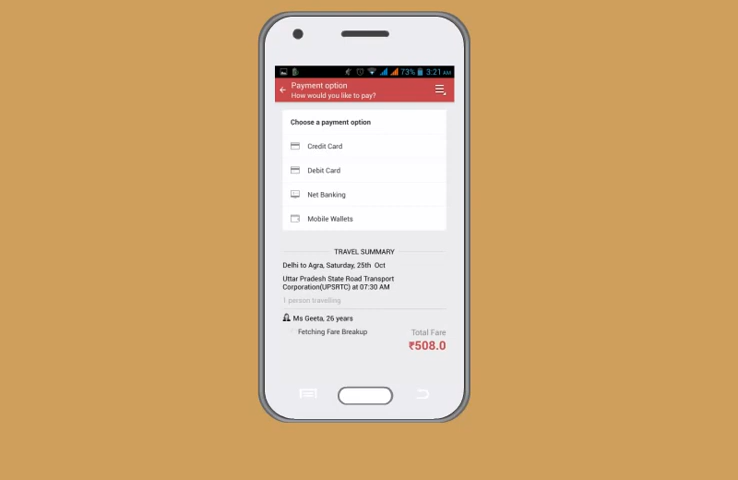 73% 3:21 AM
Payment option
How would you like to pay?
Choose a payment option
Credit Card
Debit Card
Net Banking
Mobile Wallets
TRAVEL SUMMARY
Delhi to Agra, Saturday, 25th Oct
Uttar Pradesh State Road Transport
Corporation(UPSRTC) at 07:30 AM
1 person travelling
Ms Geeta, 26 years
Fetching Fare Breakup
Total Fare
₹508.0